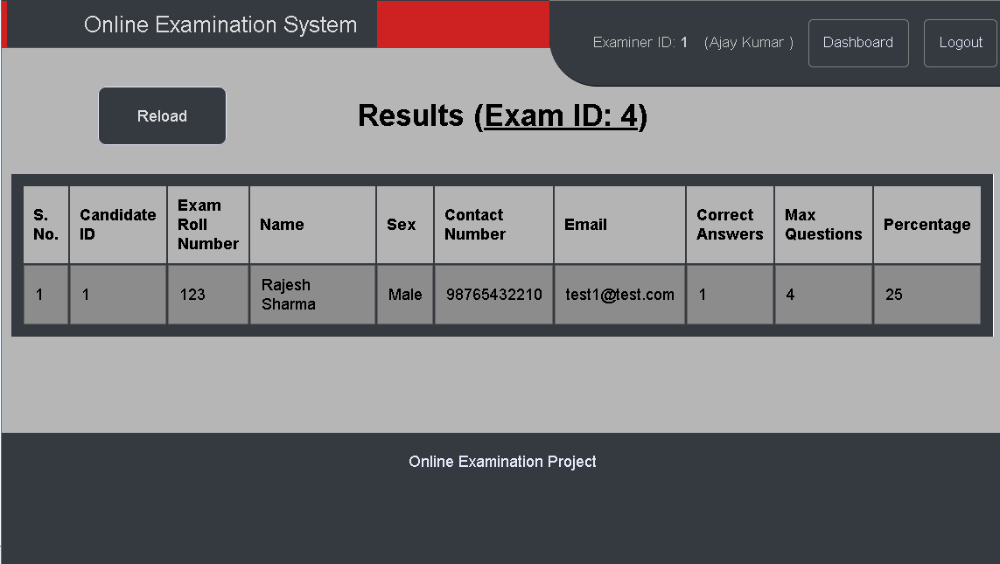 Online Examination System
Examiner ID: 1 (Ajay Kumar ) Dashboard Logout
Reload
Results (Exam ID: 4)
S. No. Candidate ID Exam Roll Number Name Sex Contact Number Email Correct Answers Max Questions Percentage
1 1 123 Rajesh Sharma Male 98765432210 test1@test.com 1 4 25
Online Examination Project